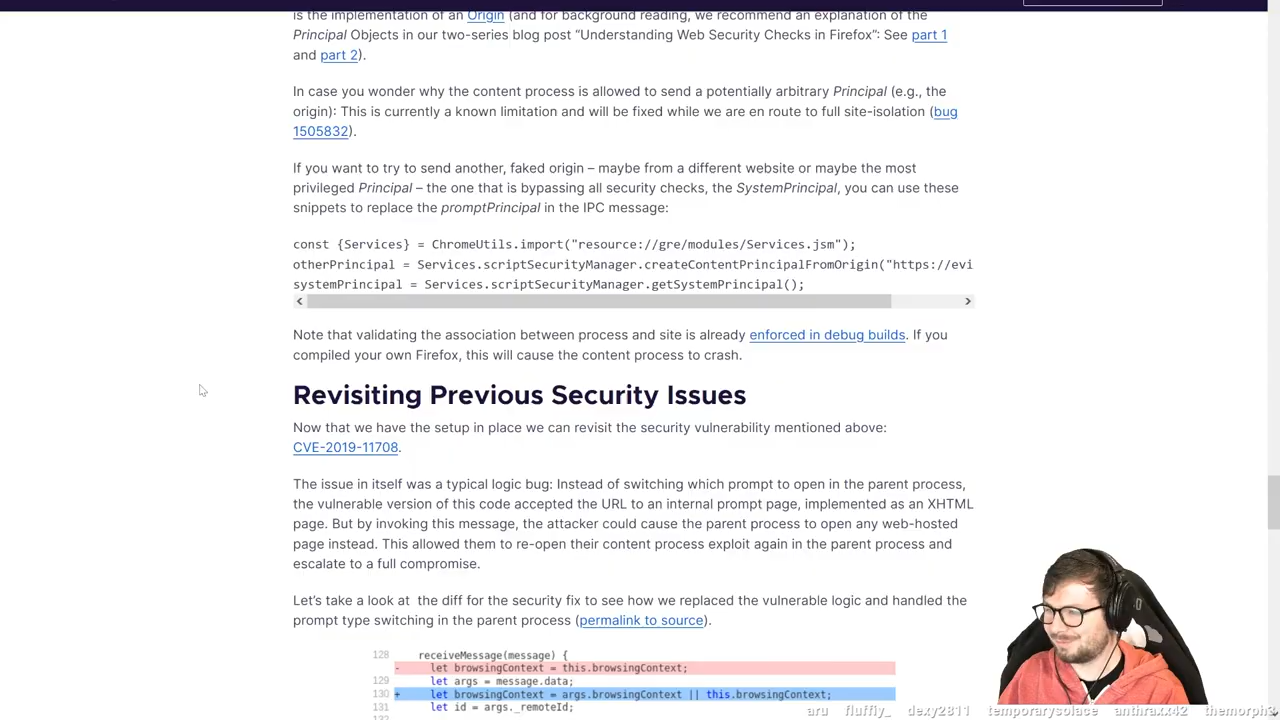 is the implementation of an Origin (and for background reading, we recommend an explanation of the
Principal Objects in our two-series blog post “Understanding Web Security Checks in Firefox”: See part 1
and part 2).
In case you wonder why the content process is allowed to send a potentially arbitrary Principal (e.g., the
origin): This is currently a known limitation and will be fixed while we are en route to full site-isolation (bug
1505832).
If you want to try to send another, faked origin – maybe from a different website or maybe the most
privileged Principal – the one that is bypassing all security checks, the SystemPrincipal, you can use these
snippets to replace the promptPrincipal in the IPC message:
const {Services} = ChromeUtils.import("resource://gre/modules/Services.jsm");
otherPrincipal = Services.scriptSecurityManager.createContentPrincipalFromOrigin("https://evi
systemPrincipal = Services.scriptSecurityManager.getSystemPrincipal();
Note that validating the association between process and site is already enforced in debug builds. If you
compiled your own Firefox, this will cause the content process to crash.
Revisiting Previous Security Issues
Now that we have the setup in place we can revisit the security vulnerability mentioned above:
CVE-2019-11708.
The issue in itself was a typical logic bug: Instead of switching which prompt to open in the parent process,
the vulnerable version of this code accepted the URL to an internal prompt page, implemented as an XHTML
page. But by invoking this message, the attacker could cause the parent process to open any web-hosted
page instead. This allowed them to re-open their content process exploit again in the parent process and
escalate to a full compromise.
Let’s take a look at  the diff for the security fix to see how we replaced the vulnerable logic and handled the
prompt type switching in the parent process (permalink to source).
128 receiveMessage(message) {
- let browsingContext = this.browsingContext;
129 let args = message.data;
130 + let browsingContext = args.browsingContext || this.browsingContext;
131 let id = args._remoteId;
aru fluffly_ dexy2811 temporarysolace anthrax.x42 themorph3